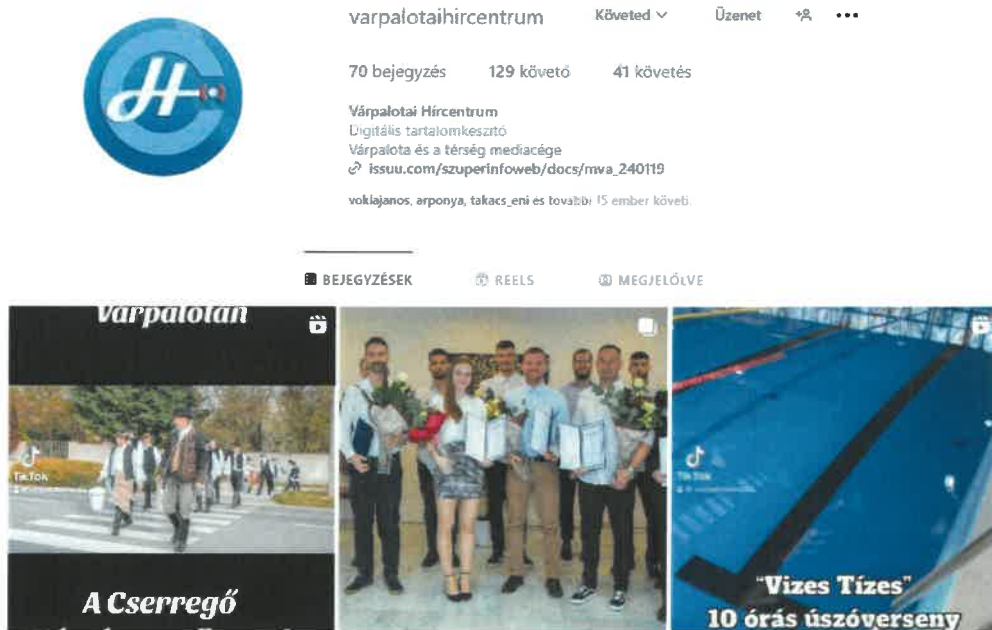 varpalotaihircentrum Követed Üzenet
70 bejegyzés 129 követő 41 követés
Várpalotai Hírcentrum
Digitális tartalomkészítő
Várpalota és a térség médiacége
issuu.com/szuperinfoweb/docs/mva_240119
voklajanos, arponya, takacs_eni és további 15 ember követi.
BEJEGYZÉSEK REELS MEGJELÖLVE
Várpalotán
TikTok
A Cserregő
TikTok
"Vizes Tízes"
10 órás úszóverseny